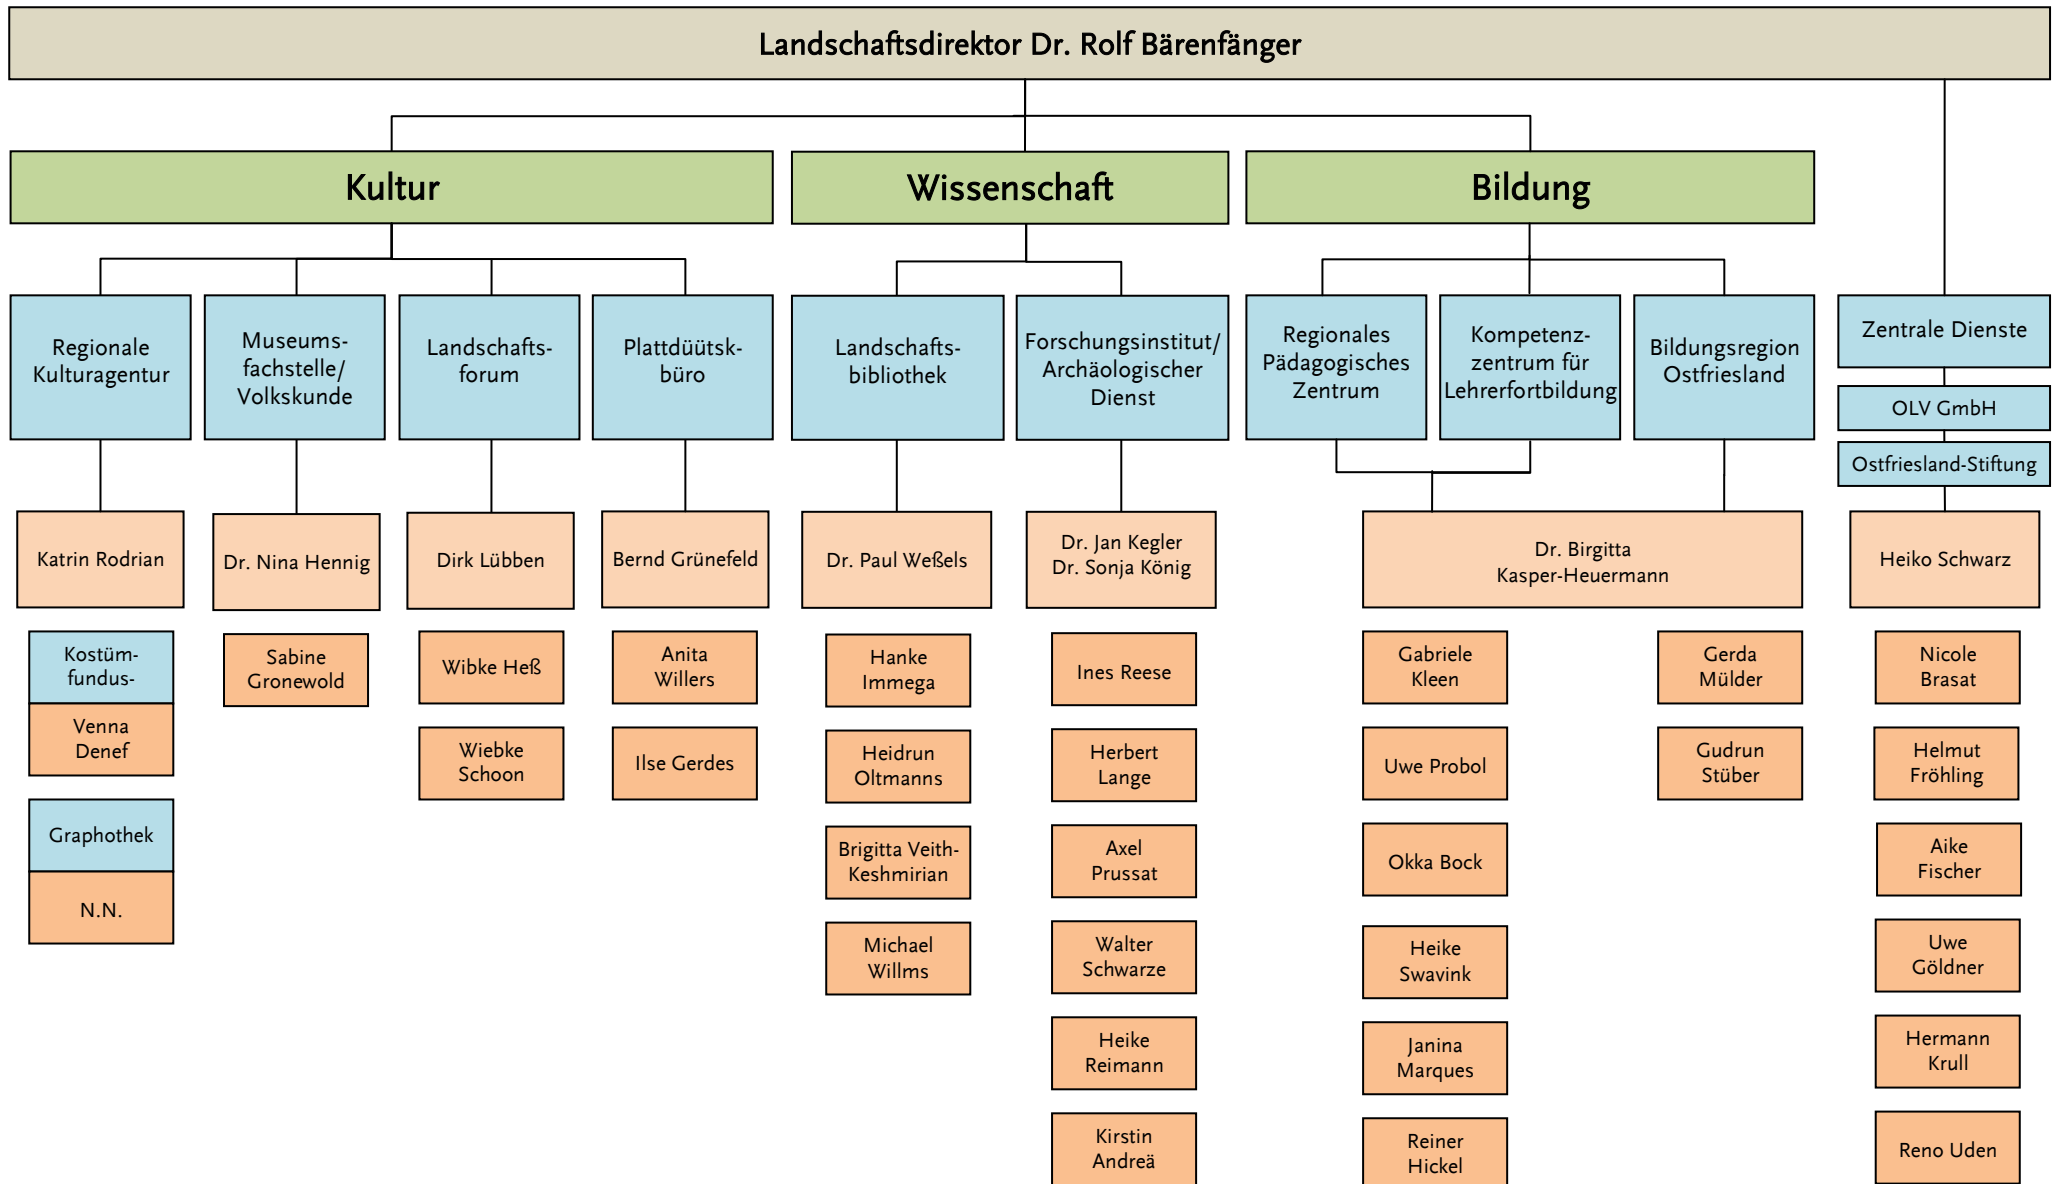 Landschaftsdirektor Dr. Rolf Bärenfänger
Kultur
Wissenschaft
Bildung
Regionale
Kulturagentur
Museums-
fachstelle/
Volkskunde
Landschafts-
forum
Plattdüütsk-
büro
Landschafts-
bibliothek
Forschungsinstitut/
Archäologischer
Dienst
Regionales
Pädagogisches
Zentrum
Kompetenz-
zentrum für
Lehrerfortbildung
Bildungsregion
Ostfriesland
Zentrale Dienste
OLV GmbH
Ostfriesland-Stiftung
Katrin Rodrian
Dr. Nina Hennig
Dirk Lübben
Bernd Grünefeld
Dr. Paul Weßels
Dr. Jan Kegler
Dr. Sonja König
Dr. Birgitta
Kasper-Heuermann
Heiko Schwarz
Kostüm-
fundus-
Venna
Denef
Graphothek
N.N.
Sabine
Gronewold
Wibke Heß
Wiebke
Schoon
Anita
Willers
Ilse Gerdes
Hanke
Immega
Heidrun
Oltmanns
Brigitta Veith-
Keshmirian
Michael
Willms
Ines Reese
Herbert
Lange
Axel
Prussat
Walter
Schwarze
Heike
Reimann
Kirstin
Andreä
Gabriele
Kleen
Uwe Probol
Okka Bock
Heike
Swavink
Janina
Marques
Reiner
Hickel
Gerda
Mülder
Gudrun
Stüber
Nicole
Brasat
Helmut
Fröhling
Aike
Fischer
Uwe
Göldner
Hermann
Krull
Reno Uden